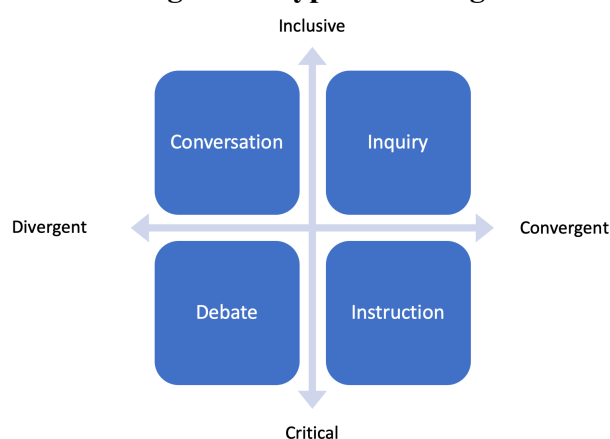 Inclusive
Conversation
Inquiry
Divergent
Convergent
Debate
Instruction
Critical